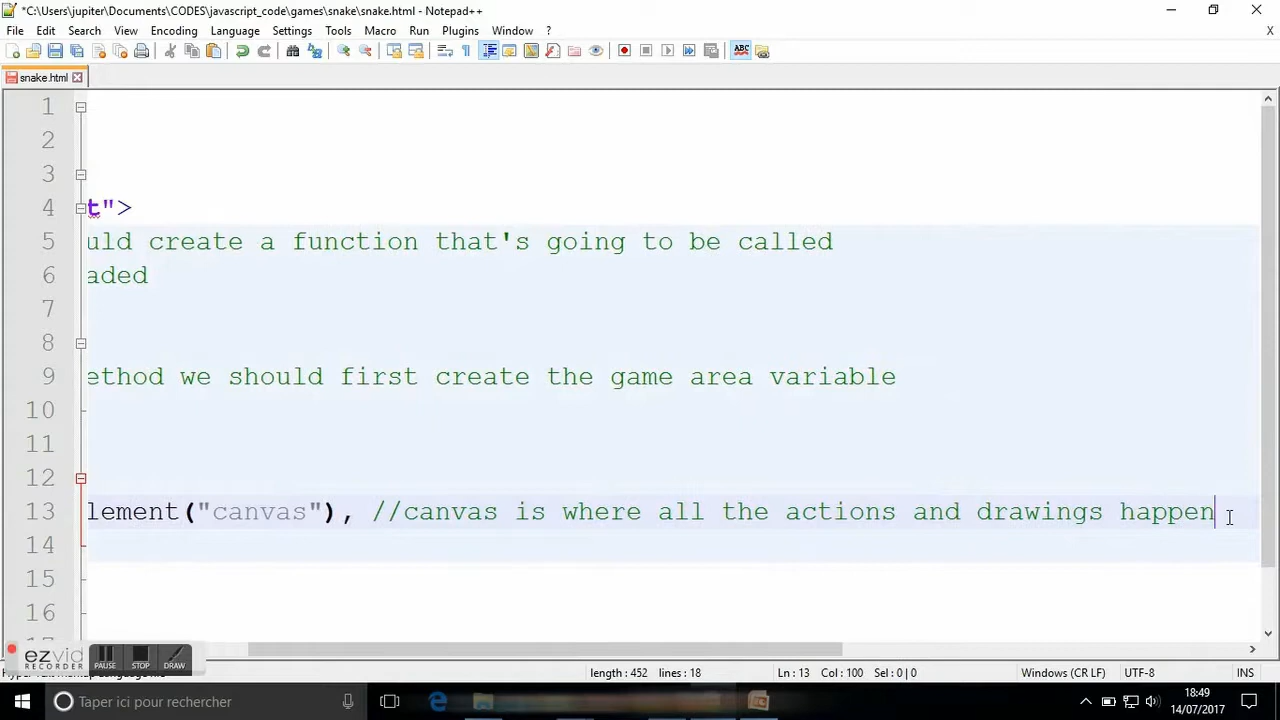 *C:\Users\jupiter\Documents\CODES\javascript_code\games\snake\snake.html - Notepad++
File Edit Search View Encoding Language Settings Tools Macro Run Plugins Window ? X
snake.html
1
2
3
4 t">
5 uld create a function that's going to be called
6 aded
7
8
9 ethod we should first create the game area variable
10
11
12
13 lement("canvas"), //canvas is where all the actions and drawings happen
14
15
16
ezvid
RECORDER
PAUSE STOP DRAW
length : 452 lines : 18 Ln : 13 Col : 100 Sel : 0 | 0 Windows (CR LF) UTF-8 INS
Taper ici pour rechercher
18:49
14/07/2017